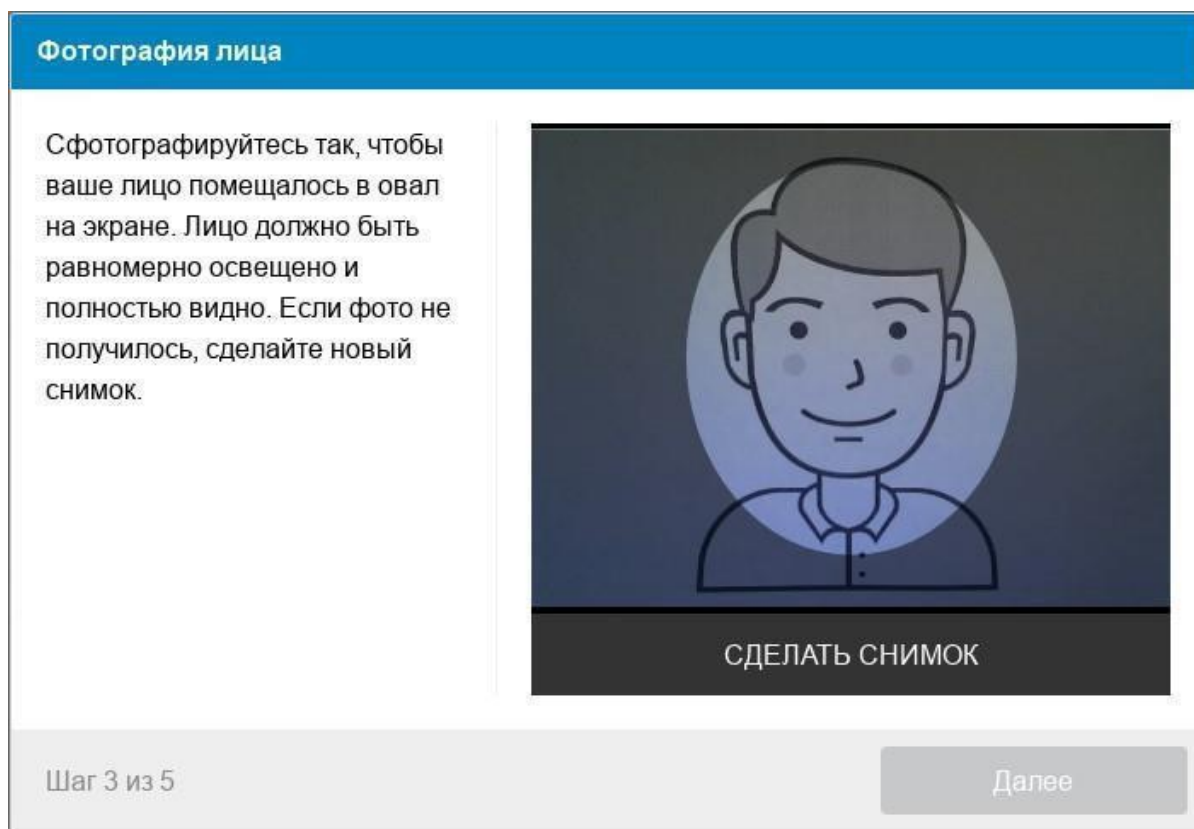 Фотография лица
Сфотографируйтесь так, чтобы
ваше лицо помещалось в овал
на экране. Лицо должно быть
равномерно освещено и
полностью видно. Если фото не
получилось, сделайте новый
снимок.
СДЕЛАТЬ СНИМОК
Шаг 3 из 5
Далее